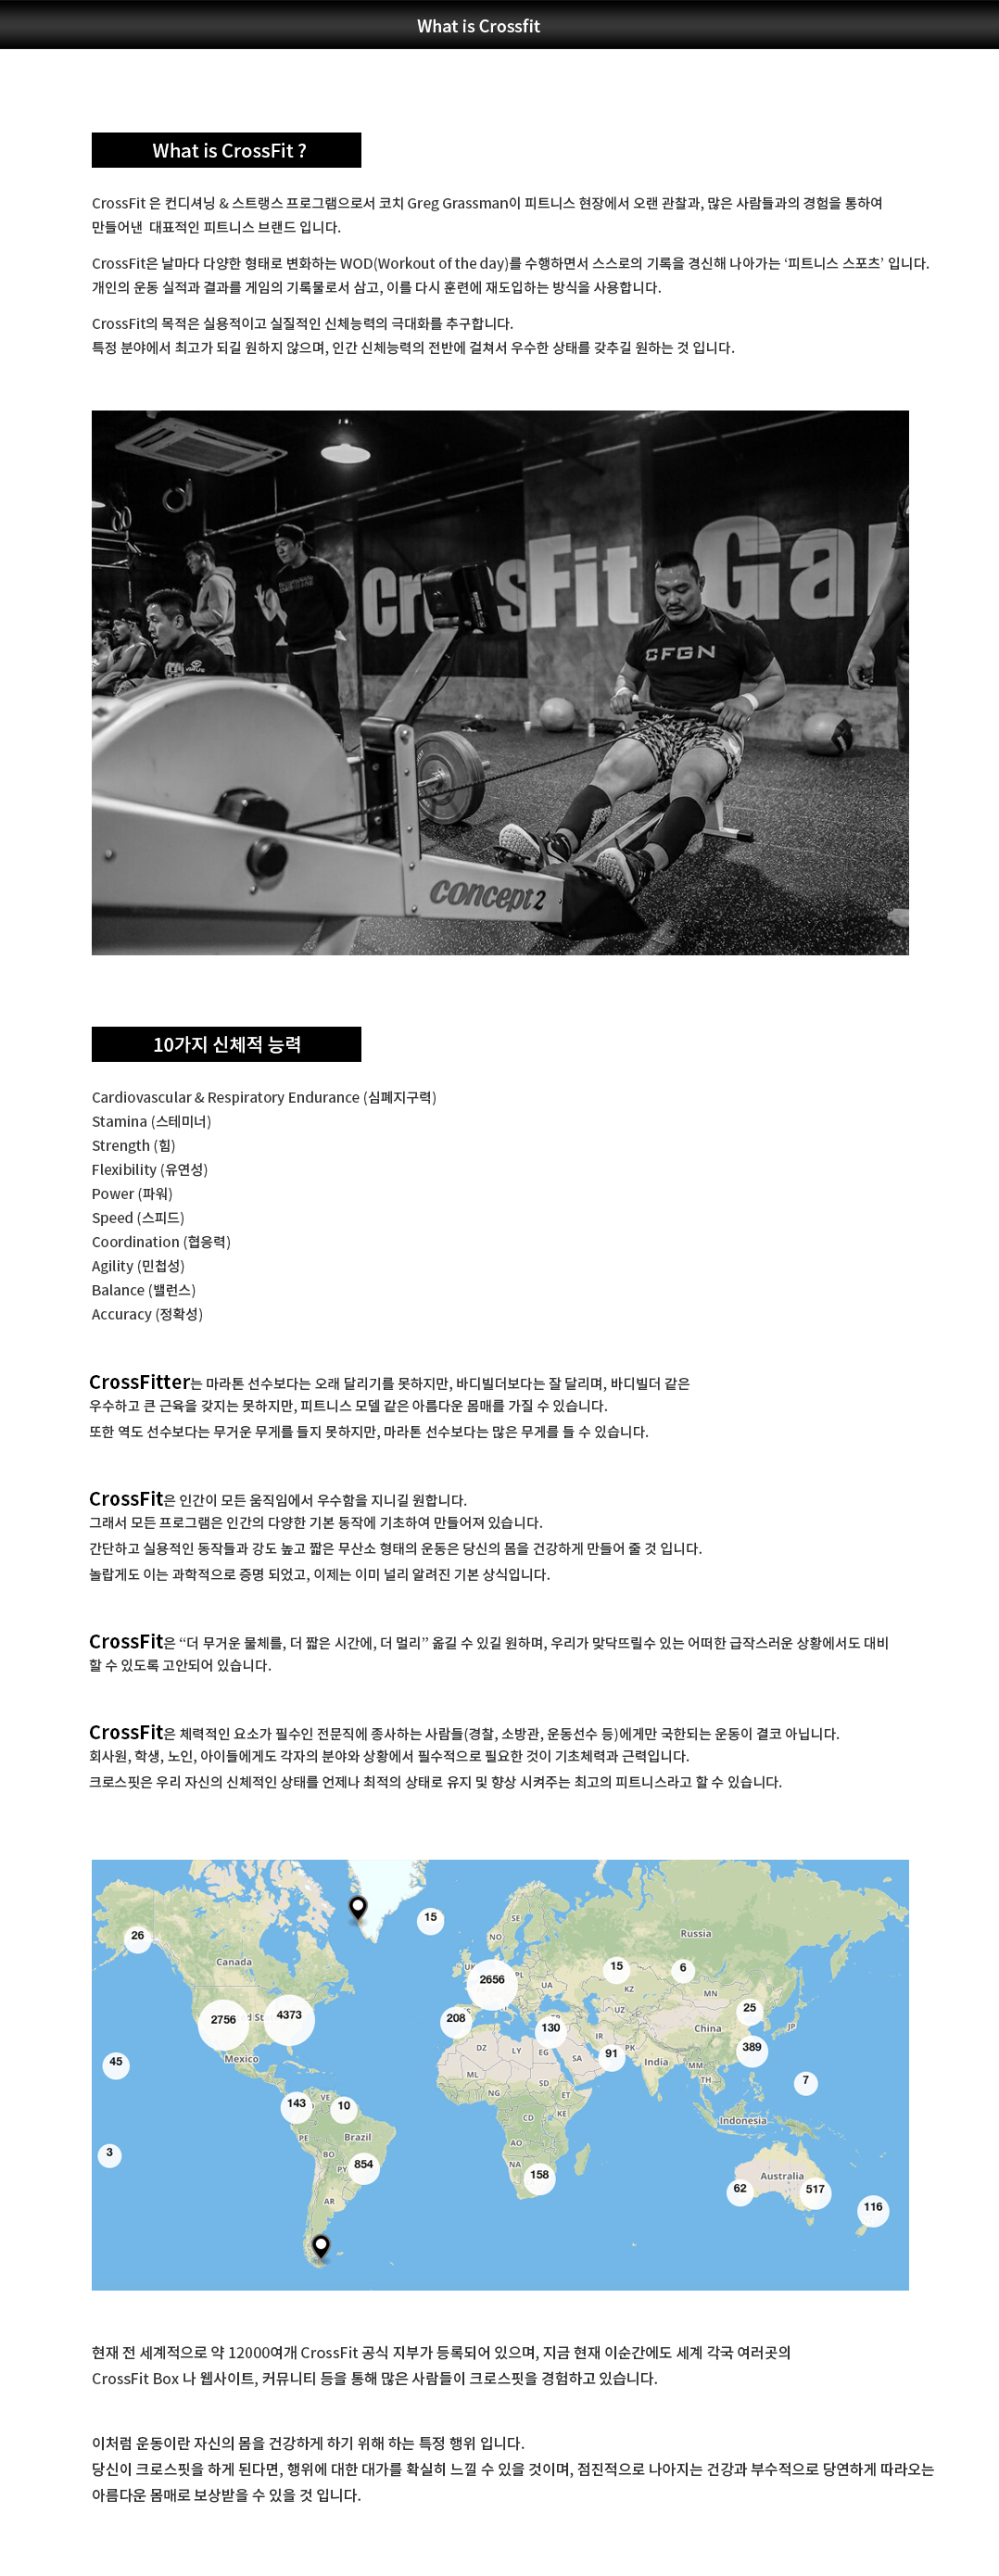 What is Crossfit
What is CrossFit ?
CrossFit 은 컨디셔닝 & 스트랭스 프로그램으로서 코치 Greg Grassman이 피트니스 현장에서 오랜 관찰과, 많은 사람들과의 경험을 통하여
만들어낸 대표적인 피트니스 브랜드 입니다.
CrossFit은 날마다 다양한 형태로 변화하는 WOD(Workout of the day)를 수행하면서 스스로의 기록을 경신해 나아가는 ‘피트니스 스포츠’ 입니다.
개인의 운동 실적과 결과를 게임의 기록물로서 삼고, 이를 다시 훈련에 재도입하는 방식을 사용합니다.
CrossFit의 목적은 실용적이고 실질적인 신체능력의 극대화를 추구합니다.
특정 분야에서 최고가 되길 원하지 않으며, 인간 신체능력의 전반에 걸쳐서 우수한 상태를 갖추길 원하는 것 입니다.
CrossFit Gar
CFGN
concept2
10가지 신체적 능력
Cardiovascular & Respiratory Endurance (심폐지구력)
Stamina (스테미너)
Strength (힘)
Flexibility (유연성)
Power (파워)
Speed (스피드)
Coordination (협응력)
Agility (민첩성)
Balance (밸런스)
Accuracy (정확성)
CrossFitter는 마라톤 선수보다는 오래 달리기를 못하지만, 바디빌더보다는 잘 달리며, 바디빌더 같은
우수하고 큰 근육을 갖지는 못하지만, 피트니스 모델 같은 아름다운 몸매를 가질 수 있습니다.
또한 역도 선수보다는 무거운 무게를 들지 못하지만, 마라톤 선수보다는 많은 무게를 들 수 있습니다.
CrossFit은 인간이 모든 움직임에서 우수함을 지니길 원합니다.
그래서 모든 프로그램은 인간의 다양한 기본 동작에 기초하여 만들어져 있습니다.
간단하고 실용적인 동작들과 강도 높고 짧은 무산소 형태의 운동은 당신의 몸을 건강하게 만들어 줄 것 입니다.
놀랍게도 이는 과학적으로 증명 되었고, 이제는 이미 널리 알려진 기본 상식입니다.
CrossFit은 “더 무거운 물체를, 더 짧은 시간에, 더 멀리” 옮길 수 있길 원하며, 우리가 맞닥뜨릴수 있는 어떠한 급작스러운 상황에서도 대비
할 수 있도록 고안되어 있습니다.
CrossFit은 체력적인 요소가 필수인 전문직에 종사하는 사람들(경찰, 소방관, 운동선수 등)에게만 국한되는 운동이 결코 아닙니다.
회사원, 학생, 노인, 아이들에게도 각자의 분야와 상황에서 필수적으로 필요한 것이 기초체력과 근력입니다.
크로스핏은 우리 자신의 신체적인 상태를 언제나 최적의 상태로 유지 및 향상 시켜주는 최고의 피트니스라고 할 수 있습니다.
15
SE
Russia
26
NO
Canada
UK
2656
PL
UA
15
6
KZ
MN
2756
d St
4373
208
130
UZ
25
China
JP
Mexico
DZ
LY
EG
IR
91
PK
389
45
SA
India
MM
ML
TH
7
143
VE
10
NG
SD
ET
CD
KE
Indonesia
PE
Brazil
3
BO
AO
PY
854
NA
158
62
Australia
517
AR
116
현재 전 세계적으로 약 12000여개 CrossFit 공식 지부가 등록되어 있으며, 지금 현재 이순간에도 세계 각국 여러곳의
CrossFit Box 나 웹사이트, 커뮤니티 등을 통해 많은 사람들이 크로스핏을 경험하고 있습니다.
이처럼 운동이란 자신의 몸을 건강하게 하기 위해 하는 특정 행위 입니다.
당신이 크로스핏을 하게 된다면, 행위에 대한 대가를 확실히 느낄 수 있을 것이며, 점진적으로 나아지는 건강과 부수적으로 당연하게 따라오는
아름다운 몸매로 보상받을 수 있을 것 입니다.